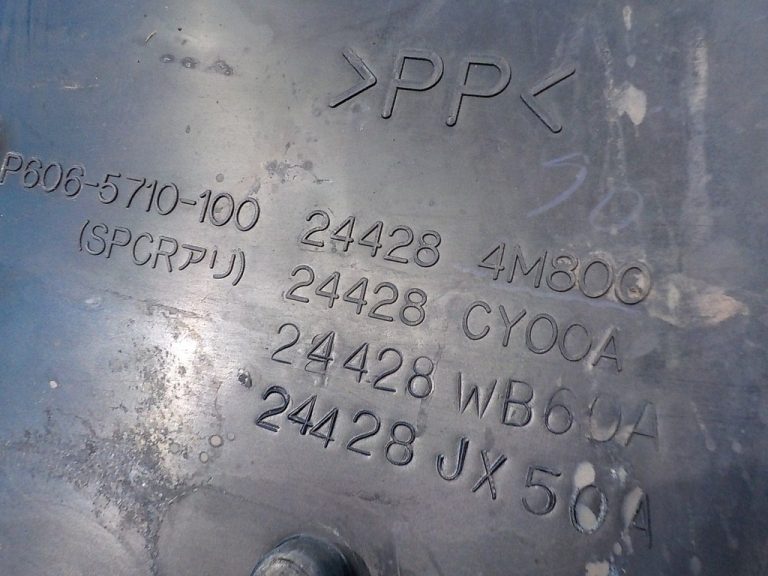 >PP<
P606-5710-100
(SPCRアリ)
24428 4M800
24428 CY00A
24428 WB60A
24428 JX50A